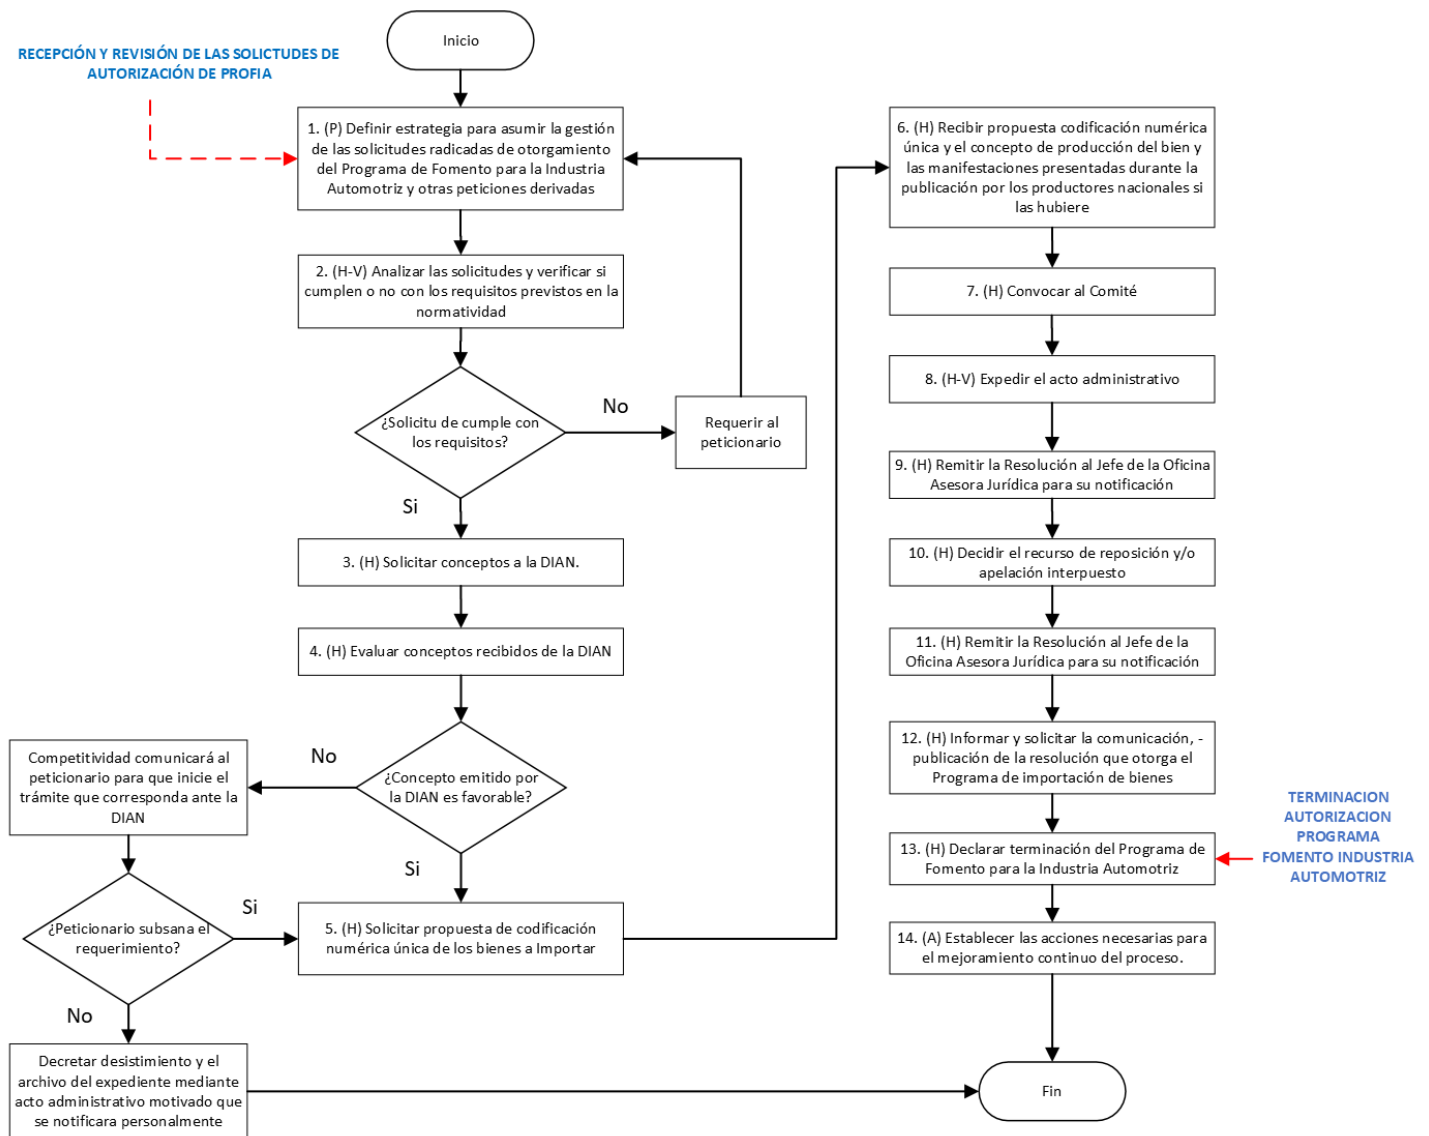 Inicio
RECEPCIÓN Y REVISIÓN DE LAS SOLICTUDES DE
AUTORIZACIÓN DE PROFIA
1. (P) Definir estrategia para asumir la gestión
de las solicitudes radicadas de otorgamiento
del Programa de Fomento para la Industria
Automotriz y otras peticiones derivadas
2. (H-V) Analizar las solicitudes y verificar si
cumplen o no con los requisitos previstos en la
normatividad
¿Solicitu de cumple con
los requisitos?
No
Requerir al
peticionario
Si
3. (H) Solicitar conceptos a la DIAN.
4. (H) Evaluar conceptos recibidos de la DIAN
¿Concepto emitido por
la DIAN es favorable?
No
Competitividad comunicará al
peticionario para que inicie el
trámite que corresponda ante la
DIAN
Si
¿Peticionario subsana el
requerimiento?
Si
5. (H) Solicitar propuesta de codificación
numérica única de los bienes a Importar
No
Decretar desistimiento y el
archivo del expediente mediante
acto administrativo motivado que
se notificara personalmente
6. (H) Recibir propuesta codificación numérica
única y el concepto de producción del bien y
las manifestaciones presentadas durante la
publicación por los productores nacionales si
las hubiere
7. (H) Convocar al Comité
8. (H-V) Expedir el acto administrativo
9. (H) Remitir la Resolución al Jefe de la Oficina
Asesora Jurídica para su notificación
10. (H) Decidir el recurso de reposición y/o
apelación interpuesto
11. (H) Remitir la Resolución al Jefe de la
Oficina Asesora Jurídica para su notificación
12. (H) Informar y solicitar la comunicación, -
publicación de la resolución que otorga el
Programa de importación de bienes
13. (H) Declarar terminación del Programa de
Fomento para la Industria Automotriz
TERMINACION
AUTORIZACION
PROGRAMA
FOMENTO INDUSTRIA
AUTOMOTRIZ
14. (A) Establecer las acciones necesarias para
el mejoramiento continuo del proceso.
Fin